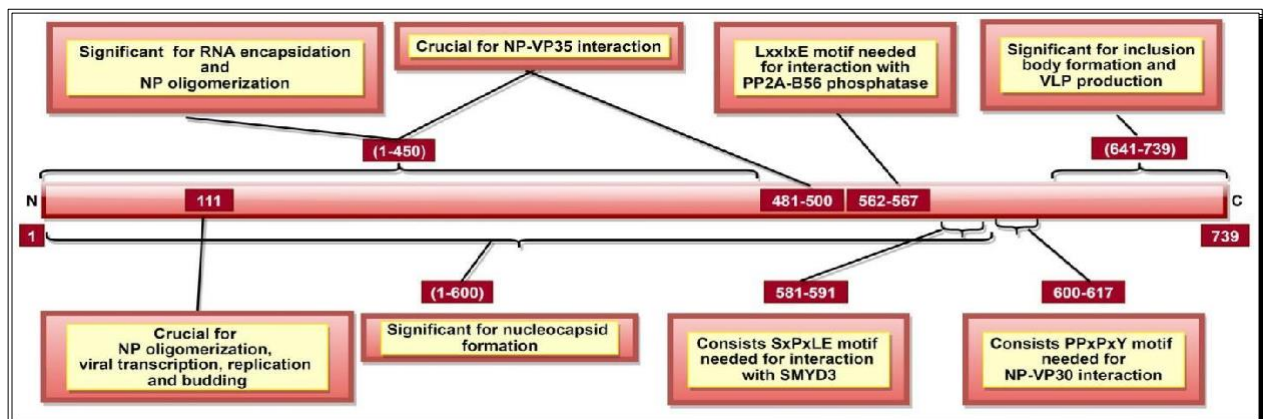 Significant for RNA encapsidation
and
NP oligomerization
Crucial for NP-VP35 interaction
LxxIxE motif needed
for interaction with
PP2A-B56 phosphatase
Significant for inclusion
body formation and
VLP production
(1-450)
(641-739)
N
111
481-500
562-567
C
1
739
(1-600)
581-591
600-617
Crucial for
NP oligomerization,
viral transcription, replication
and budding
Significant for nucleocapsid
formation
Consists SxPxLE motif
needed for interaction
with SMYD3
Consists PPxPxY motif
needed for
NP-VP30 interaction